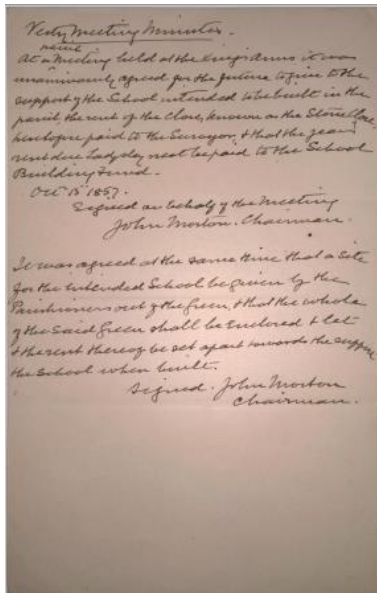 Vestry Meeting Minutes.
parish
At a Meeting held at the King's Arms it was
unanimously agreed for the future to give to the
support of the School intended to be built in the
parish the rent of the Close, known as the Stone Close,
heretofore paid to the Surveyor, & that the year's
rent due Lady day next be paid to the School
Building Fund.
Oct 15 1857.
Signed on behalf of the Meeting
John Morton. Chairman.
It was agreed at the same time that a Site
for the intended School be given by the
Parishioners out of the Green, & that the whole
of the said Green shall be Enclosed & let
& the rent thereof be set apart towards the support
the School when built.
Signed. John Morton
Chairman.